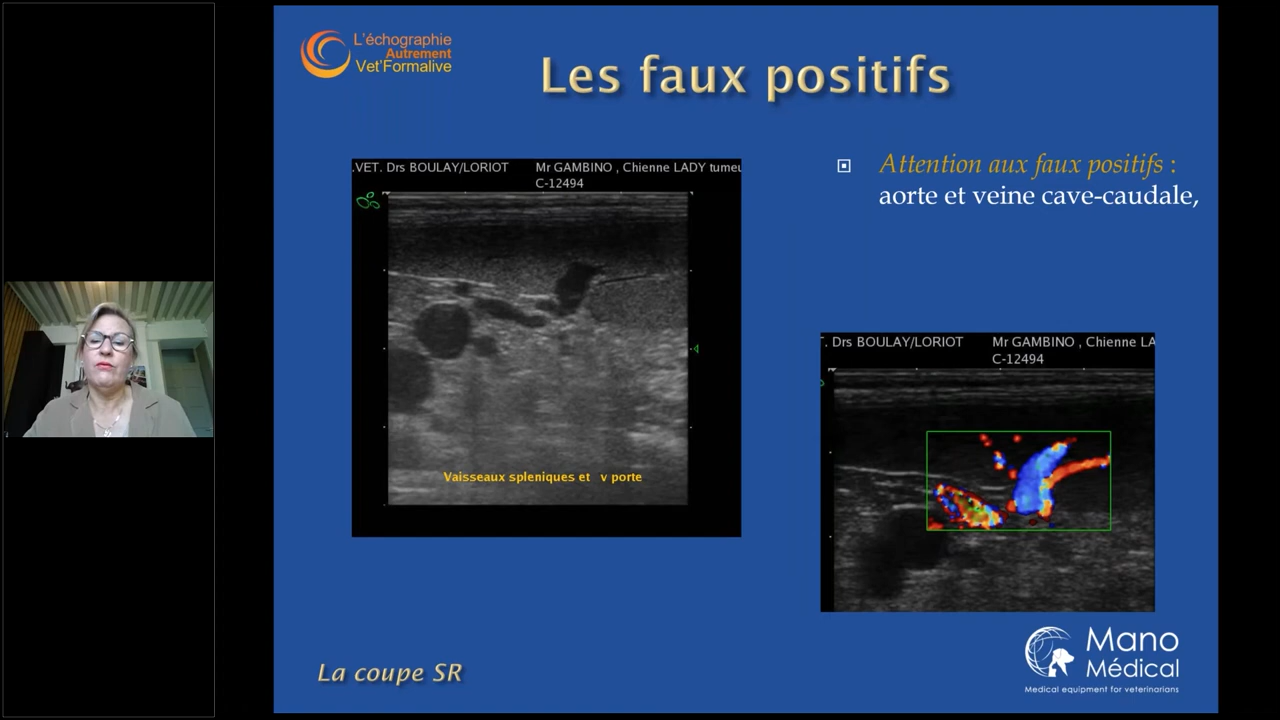 L'échographie
Autrement
Vet'Formalive
Les faux positifs
.VET. Drs BOULAY/LORIOT Mr GAMBINO , Chienne LADY tumeu
C-12494
Attention aux faux positifs :
aorte et veine cave-caudale,
Vaisseaux spleniques et v porte
. Drs BOULAY/LORIOT Mr GAMBINO , Chienne LA
C-12494
La coupe SR
Mano
Médical
Medical equipment for veterinarians